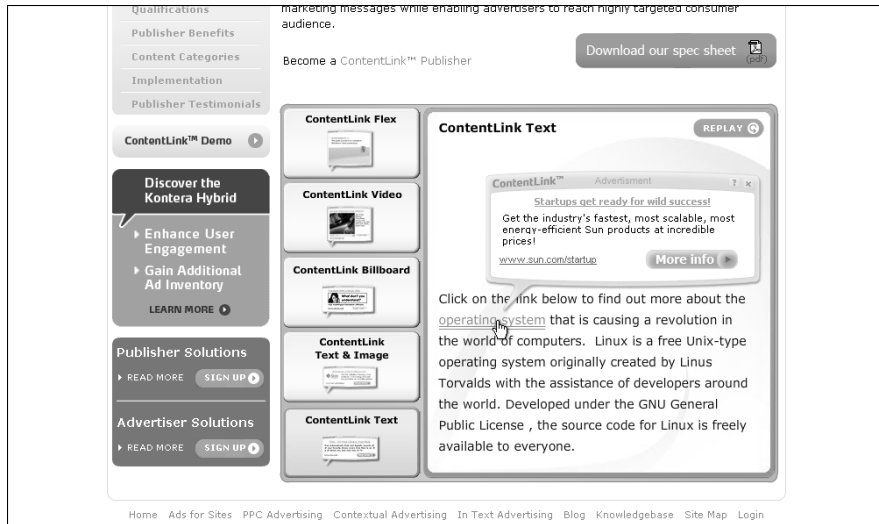 Qualifications
Publisher Benefits
Content Categories
Implementation
Publisher Testimonials
ContentLink™ Demo
Discover the
Kontera Hybrid
Enhance User
Engagement
Gain Additional
Ad Inventory
LEARN MORE
Publisher Solutions
READ MORE SIGN UP
Advertiser Solutions
READ MORE SIGN UP
marketing messages while enabling advertisers to reach highly targeted consumer
audience.
Become a ContentLink™ Publisher
Download our spec sheet
(pdf)
ContentLink Flex
ContentLink Video
ContentLink Billboard
ContentLink
Text & Image
ContentLink Text
ContentLink Text
REPLAY
ContentLink™ Advertisment ? x
Startups get ready for wild success!
Get the industry's fastest, most scalable, most
energy-efficient Sun products at incredible
prices!
www.sun.com/startup More info
Click on the link below to find out more about the
operating system that is causing a revolution in
the world of computers. Linux is a free Unix-type
operating system originally created by Linus
Torvalds with the assistance of developers around
the world. Developed under the GNU General
Public License , the source code for Linux is freely
available to everyone.
Home Ads for Sites PPC Advertising Contextual Advertising In Text Advertising Blog Knowledgebase Site Map Login